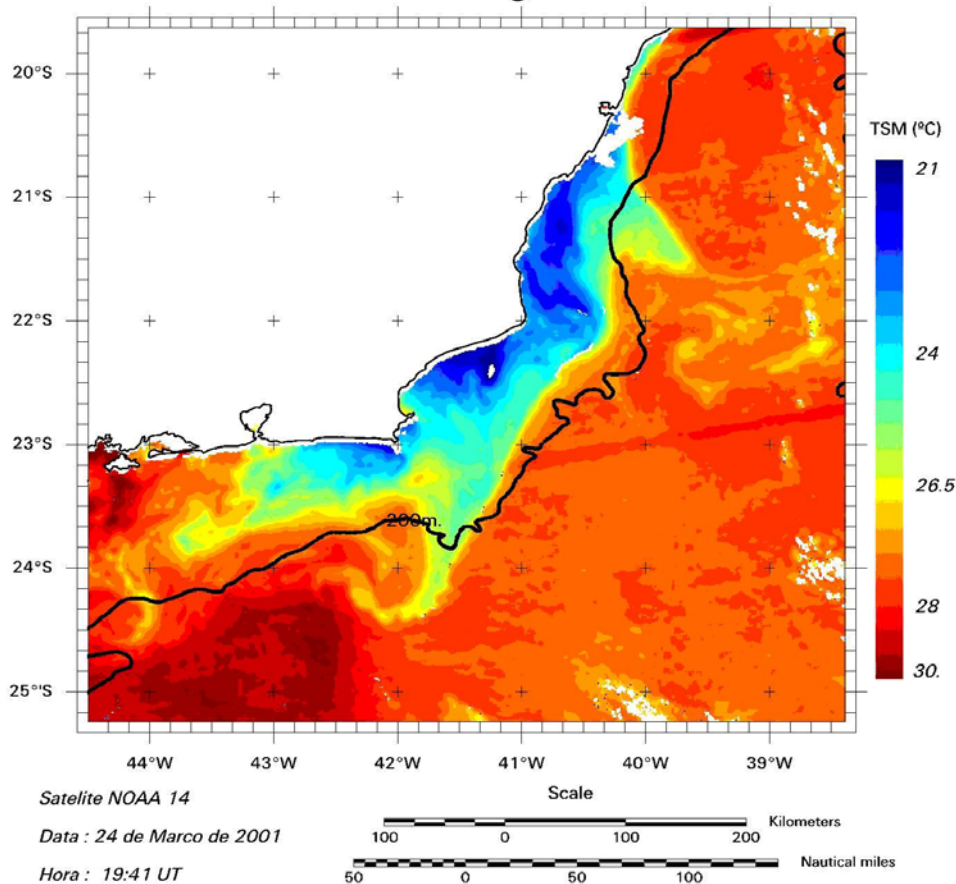 20°S
21°S
22°S
23°S
24°S
25°S
44°W
43°W
42°W
41°W
40°W
39°W
200m.
TSM (ºC)
21
24
26.5
28
30.
Satelite NOAA 14
Data : 24 de Marco de 2001
Hora : 19:41 UT
Scale
Kilometers
100 0 100 200
Nautical miles
50 0 50 100